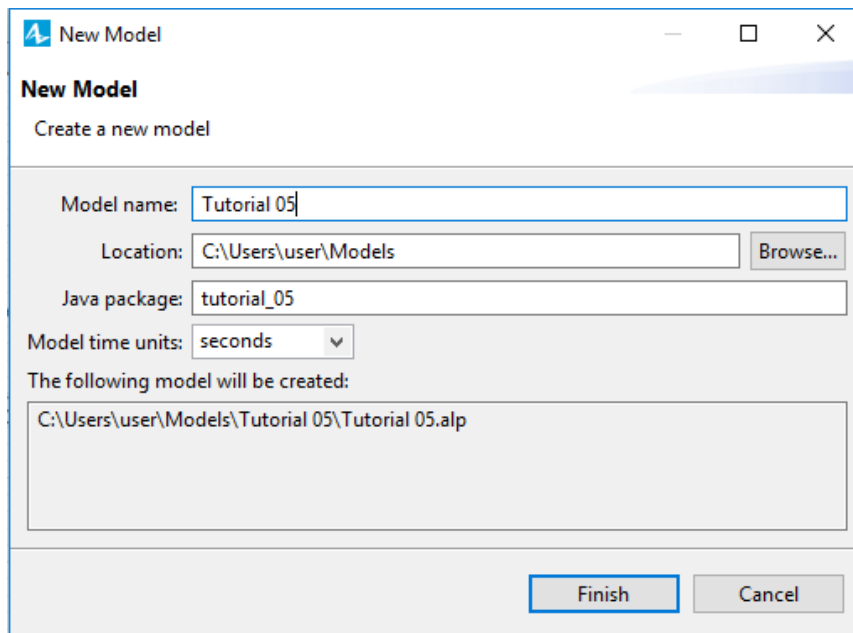 New Model
New Model
Create a new model
Model name: Tutorial 05
Location: C:\Users\user\Models Browse...
Java package: tutorial_05
Model time units: seconds
The following model will be created:
C:\Users\user\Models\Tutorial 05\Tutorial 05.alp
Finish Cancel